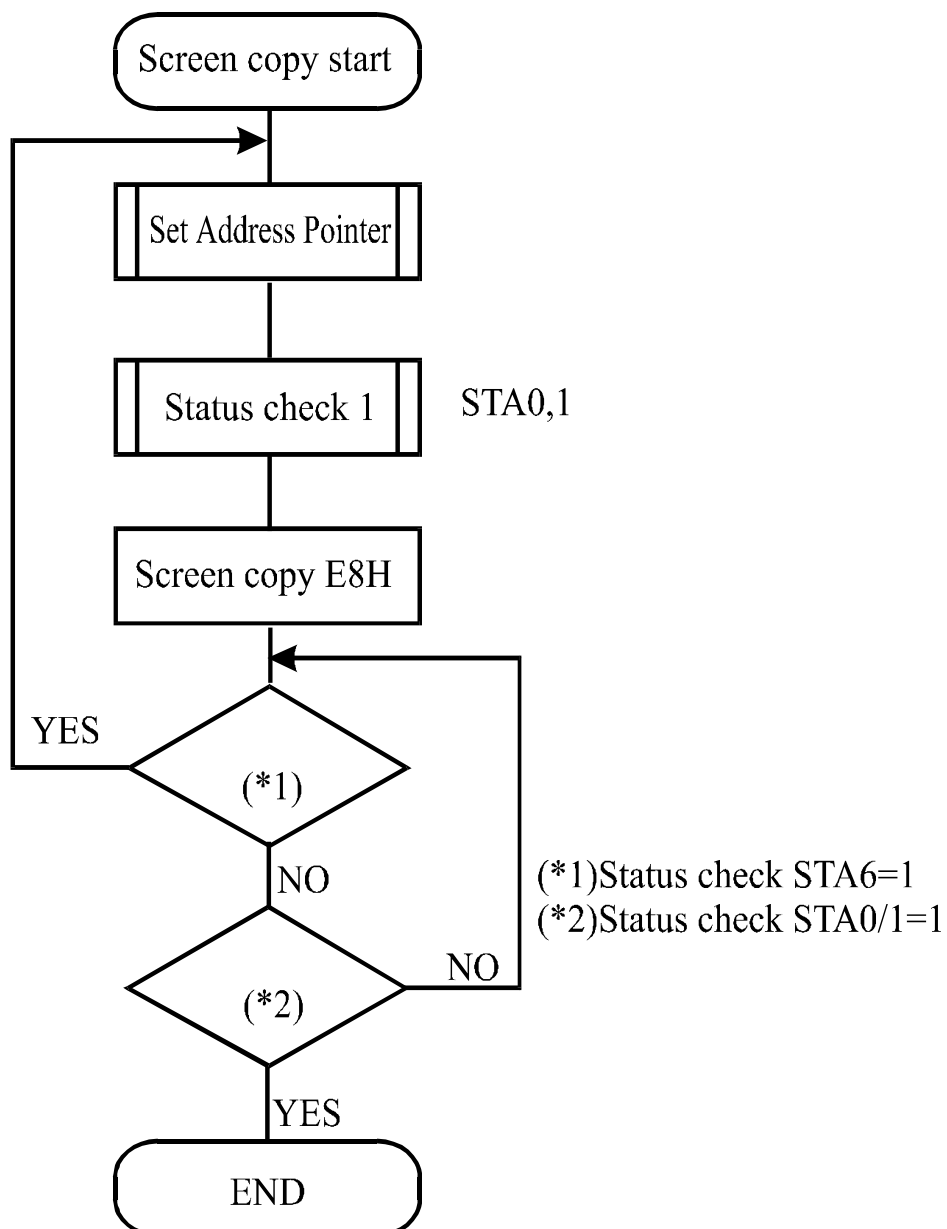 Screen copy start
Set Address Pointer
Status check 1
STA0,1
Screen copy E8H
YES
(*1)
NO
(*1)Status check STA6=1
(*2)Status check STA0/1=1
NO
(*2)
YES
END